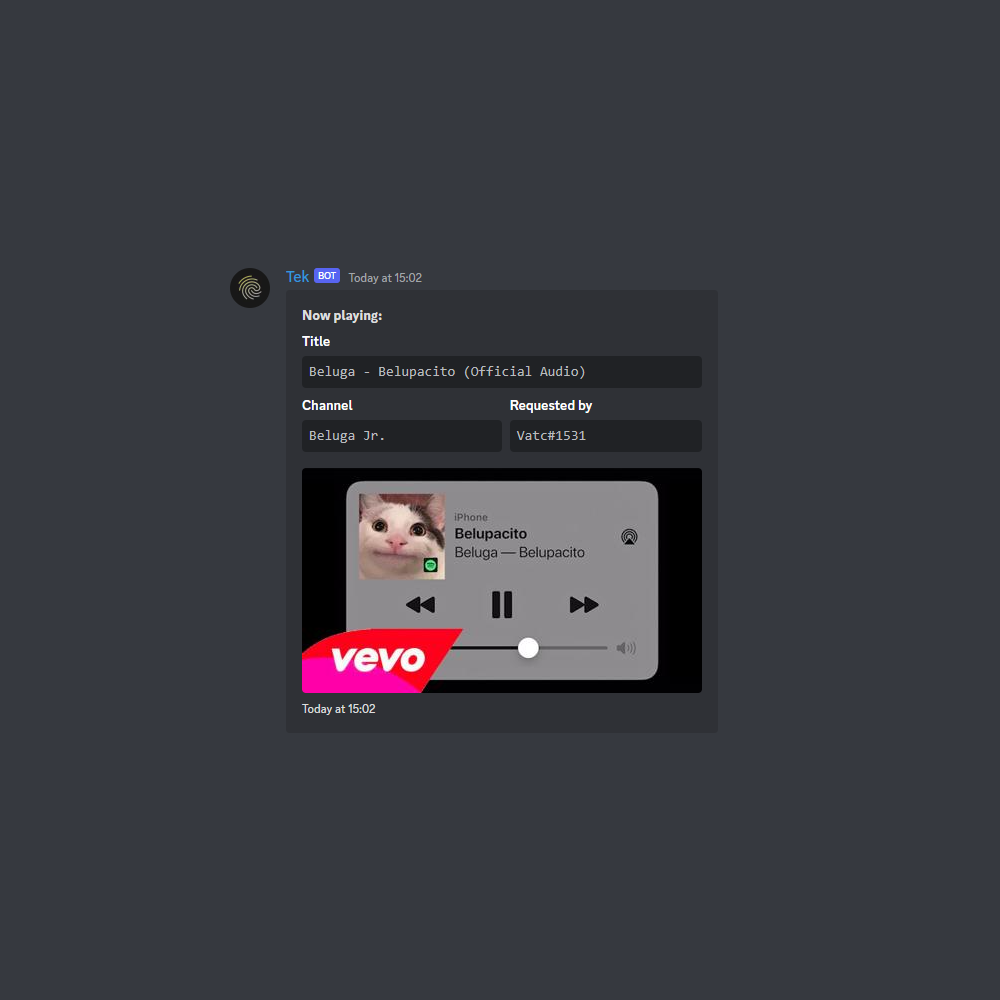 Tek BOT Today at 15:02
Now playing:
Title
Beluga - Belupacito (Official Audio)
Channel Requested by
Beluga Jr. Vatc#1531
iPhone
Belupacito
Beluga — Belupacito
vevo
Today at 15:02